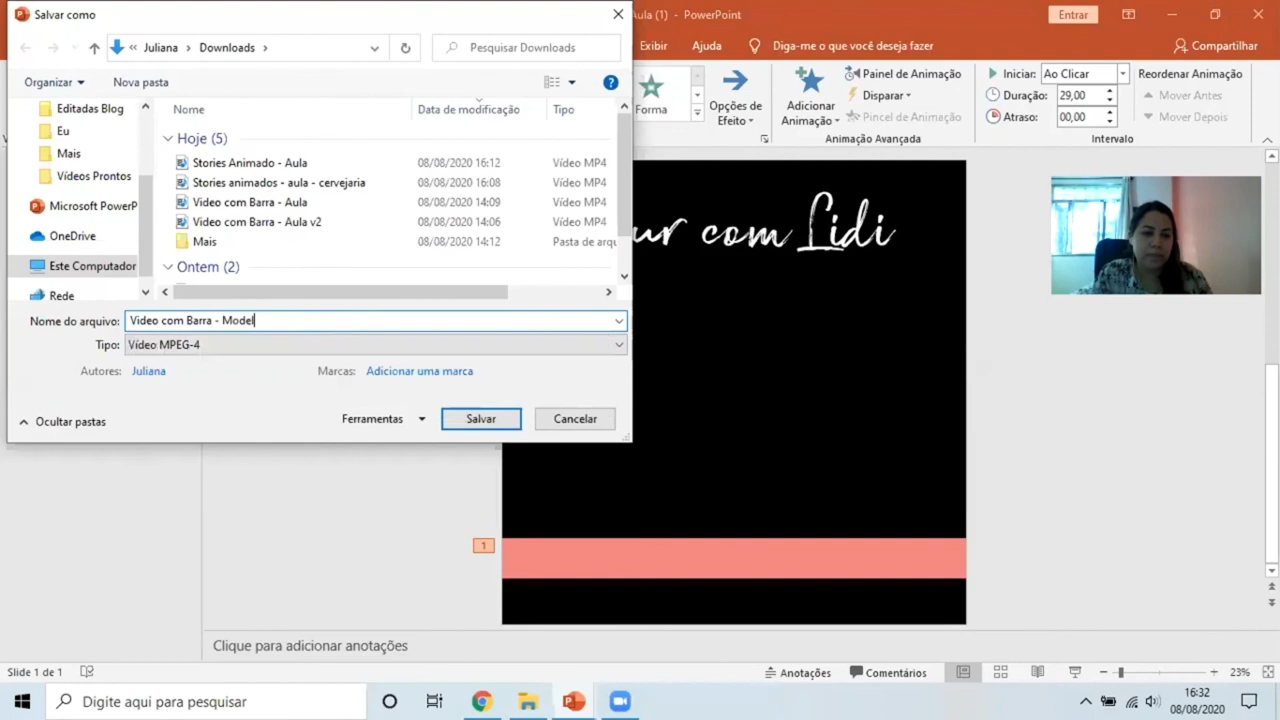 Salvar como
Aula (1) - PowerPoint
Entrar
« Juliana › Downloads ›
Pesquisar Downloads
Exibir
Ajuda
Diga-me o que você deseja fazer
Compartilhar
Organizar
Nova pasta
Forma
Opções de Efeito
Adicionar Animação
Painel de Animação
Disparar
Pincel de Animação
Animação Avançada
Iniciar: Ao Clicar
Duração: 29,00
Atraso: 00,00
Reordenar Animação
Mover Antes
Mover Depois
Intervalo
Editadas Blog
Eu
Mais
Vídeos Prontos
Microsoft PowerP
OneDrive
Este Computador
Rede
Nome
Data de modificação
Tipo
Hoje (5)
Stories Animado - Aula 08/08/2020 16:12 Vídeo MP4
Stories animados - aula - cervejaria 08/08/2020 16:08 Vídeo MP4
Video com Barra - Aula 08/08/2020 14:09 Vídeo MP4
Video com Barra - Aula v2 08/08/2020 14:06 Vídeo MP4
Mais 08/08/2020 14:12 Pasta de arqu
Ontem (2)
Nome do arquivo: Video com Barra - Model
Tipo: Vídeo MPEG-4
Autores: Juliana
Marcas: Adicionar uma marca
Ocultar pastas
Ferramentas
Salvar
Cancelar
ur com Lidi
1
Clique para adicionar anotações
Slide 1 de 1
Anotações
Comentários
23%
Digite aqui para pesquisar
16:32
08/08/2020